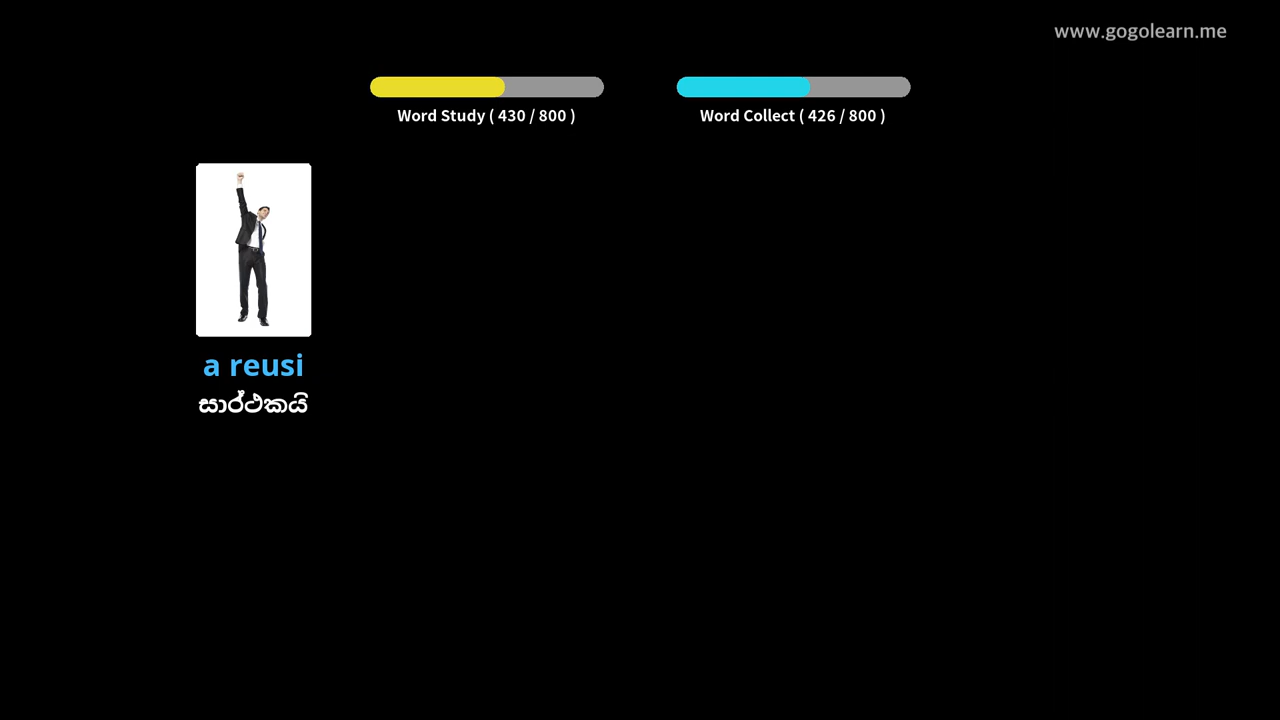 www.gogolearn.me
Word Study ( 430 / 800 )
Word Collect ( 426 / 800 )
a reusi
සාර්ථකයි